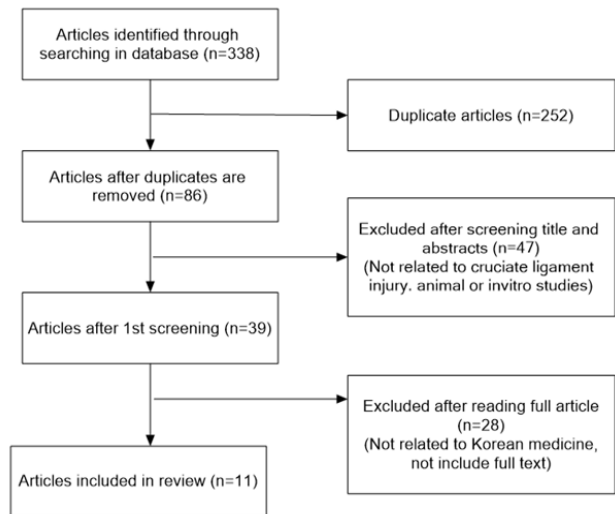 Articles identified through
searching in database (n=338)
Duplicate articles (n=252)
Articles after duplicates are
removed (n=86)
Excluded after screening title and
abstracts (n=47)
(Not related to cruciate ligament
injury. animal or invitro studies)
Articles after 1st screening (n=39)
Excluded after reading full article
(n=28)
(Not related to Korean medicine,
not include full text)
Articles included in review (n=11)